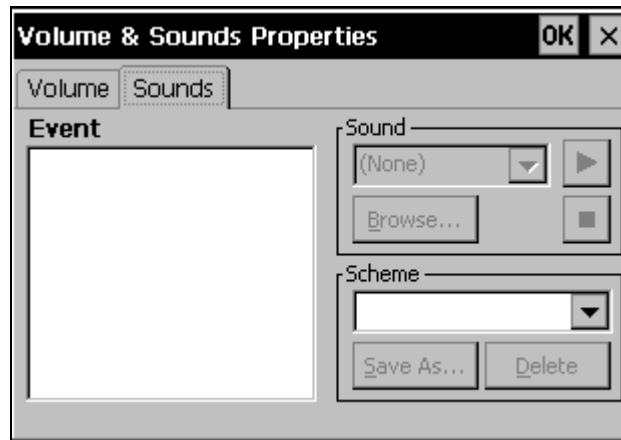 Volume & Sounds Properties OK ×
Volume Sounds
Event
Sound
(None)
Browse...
Scheme
Save As... Delete